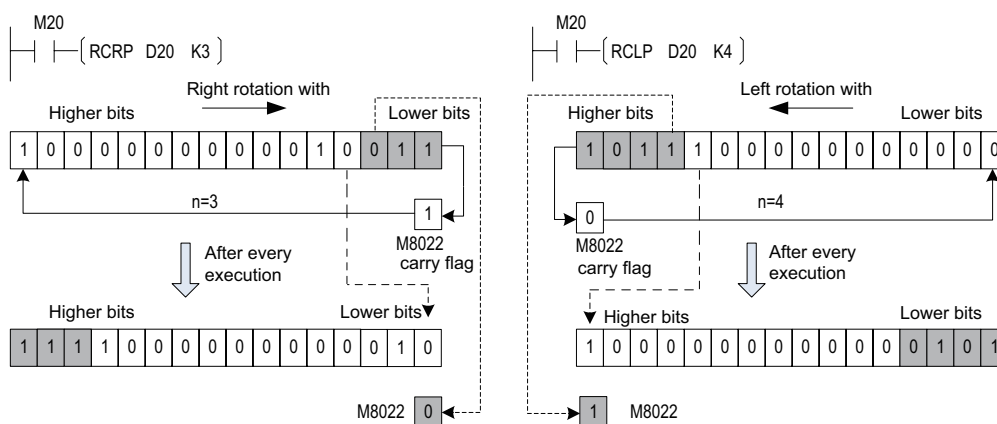 M20
RCRP D20 K3
Right rotation with
Higher bits
Lower bits
1 0 0 0 0 0 0 0 0 0 0 1 0 0 1 1
n=3
1
M8022
carry flag
After every
execution
Higher bits
Lower bits
1 1 1 1 0 0 0 0 0 0 0 0 0 0 1 0
M8022 0
M20
RCLP D20 K4
Left rotation with
Higher bits
Lower bits
1 0 1 1 1 0 0 0 0 0 0 0 0 0 0 0
0
n=4
M8022
carry flag
After every
execution
Higher bits
Lower bits
1 0 0 0 0 0 0 0 0 0 0 0 0 1 0 1
1 M8022